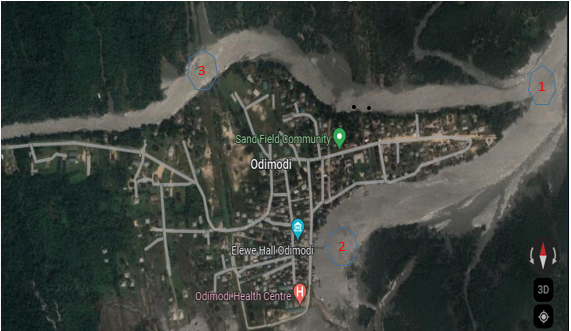 3
1
Sand Field Community
Odimodi
2
Elewe Hall Odimodi
Odimodi Health Centre
H
3D